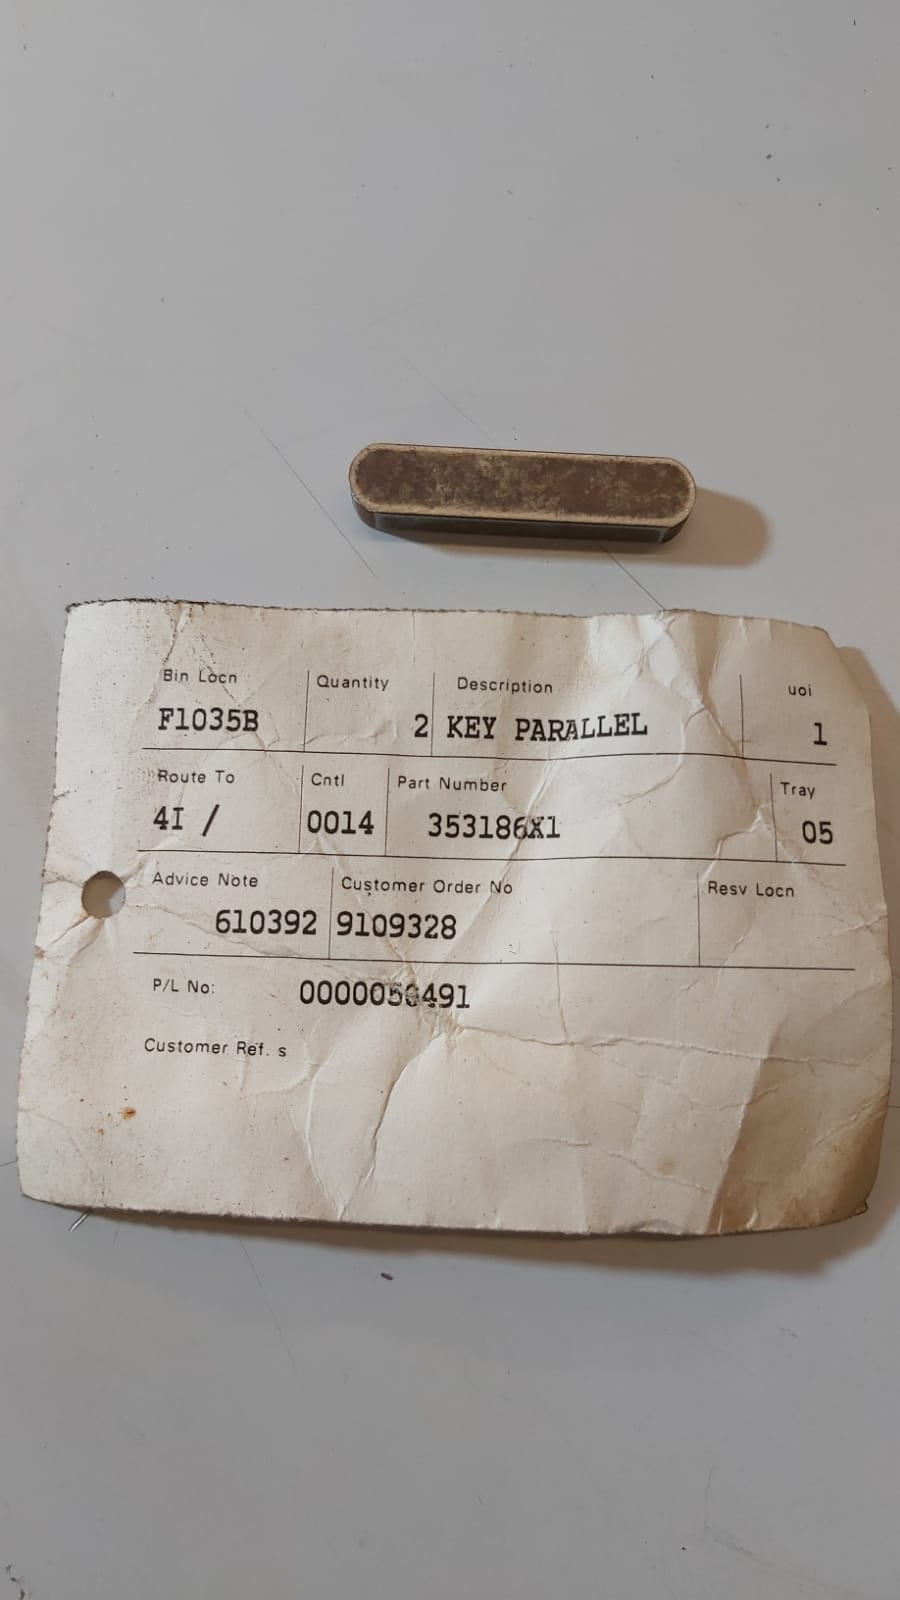 Bin Locn Quantity Description uoi
F1035B 2 KEY PARALLEL 1
Route To Cntl Part Number Tray
4I / 0014 353186X1 05
Advice Note Customer Order No Resv Locn
610392 9109328
P/L No:
Customer Ref. s